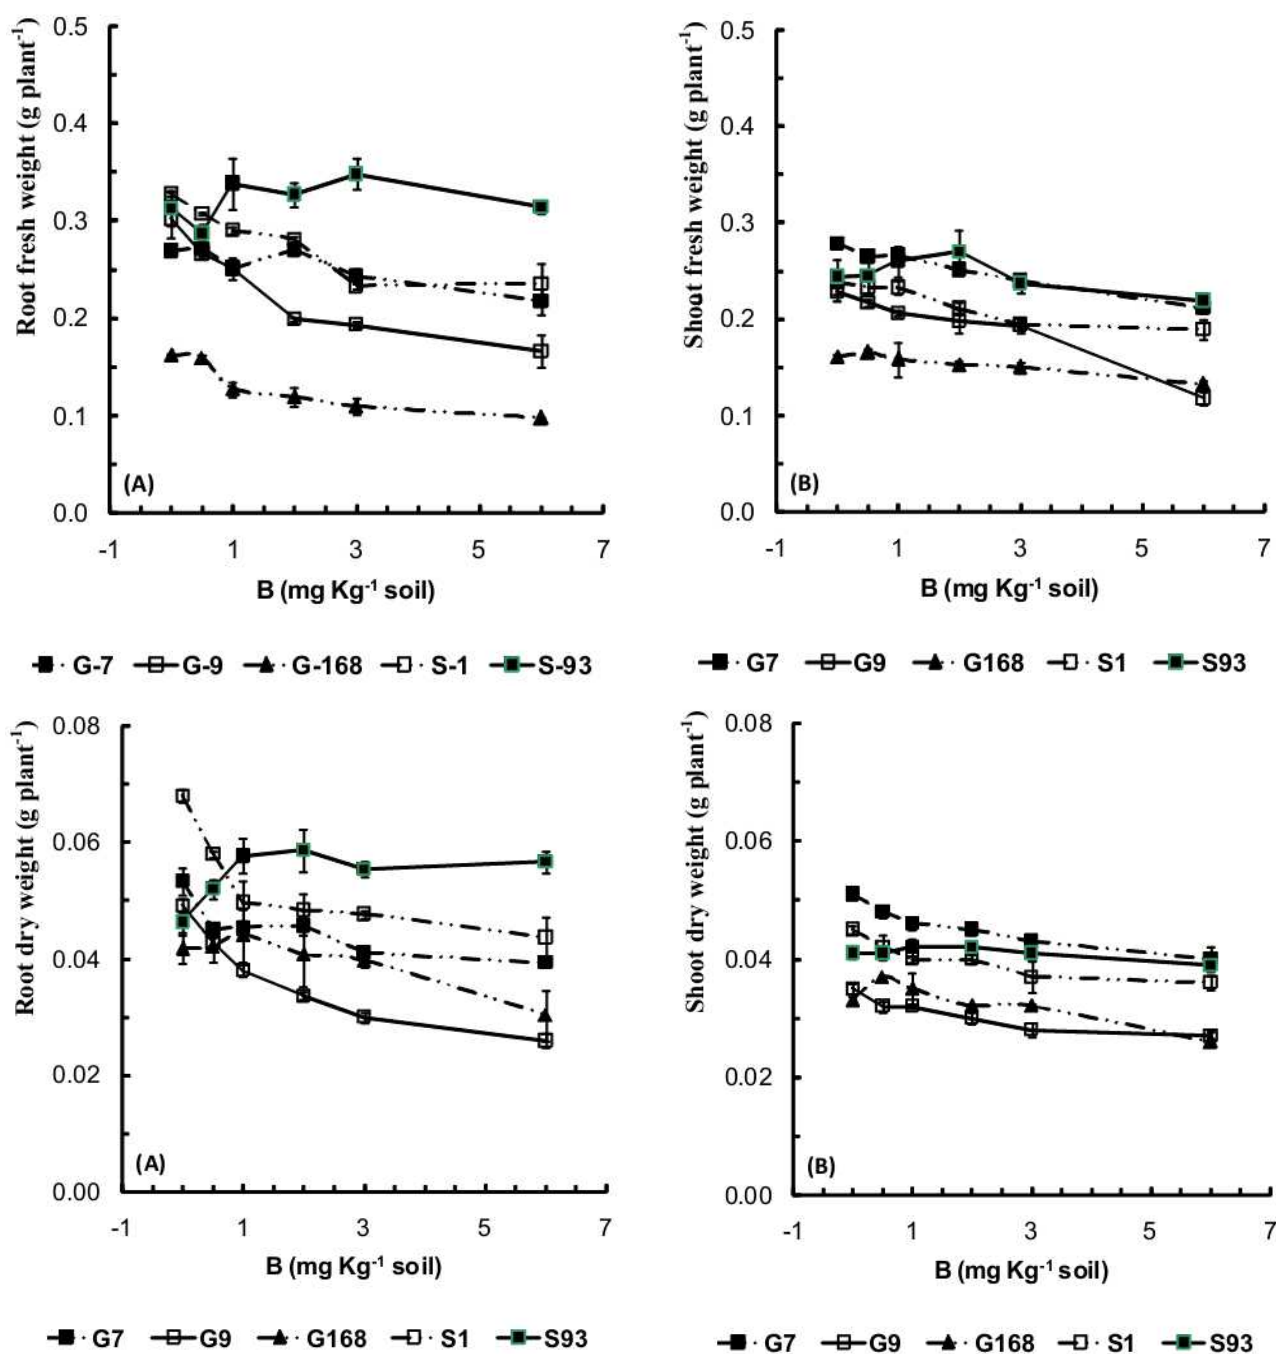 Root fresh weight (g plant⁻¹)
0.5
0.4
0.3
0.2
0.1
0.0
(A)
-1 1 3 5 7
B (mg Kg⁻¹ soil)
G-7 G-9 G-168 S-1 S-93
Shoot fresh weight (g plant⁻¹)
0.5
0.4
0.3
0.2
0.1
0.0
(B)
-1 1 3 5 7
B (mg Kg⁻¹ soil)
G7 G9 G168 S1 S93
Root dry weight (g plant⁻¹)
0.08
0.06
0.04
0.02
0.00
(A)
-1 1 3 5 7
B (mg Kg⁻¹ soil)
G7 G9 G168 S1 S93
Shoot dry weight (g plant⁻¹)
0.08
0.06
0.04
0.02
0.00
(B)
-1 1 3 5 7
B (mg Kg⁻¹ soil)
G7 G9 G168 S1 S93